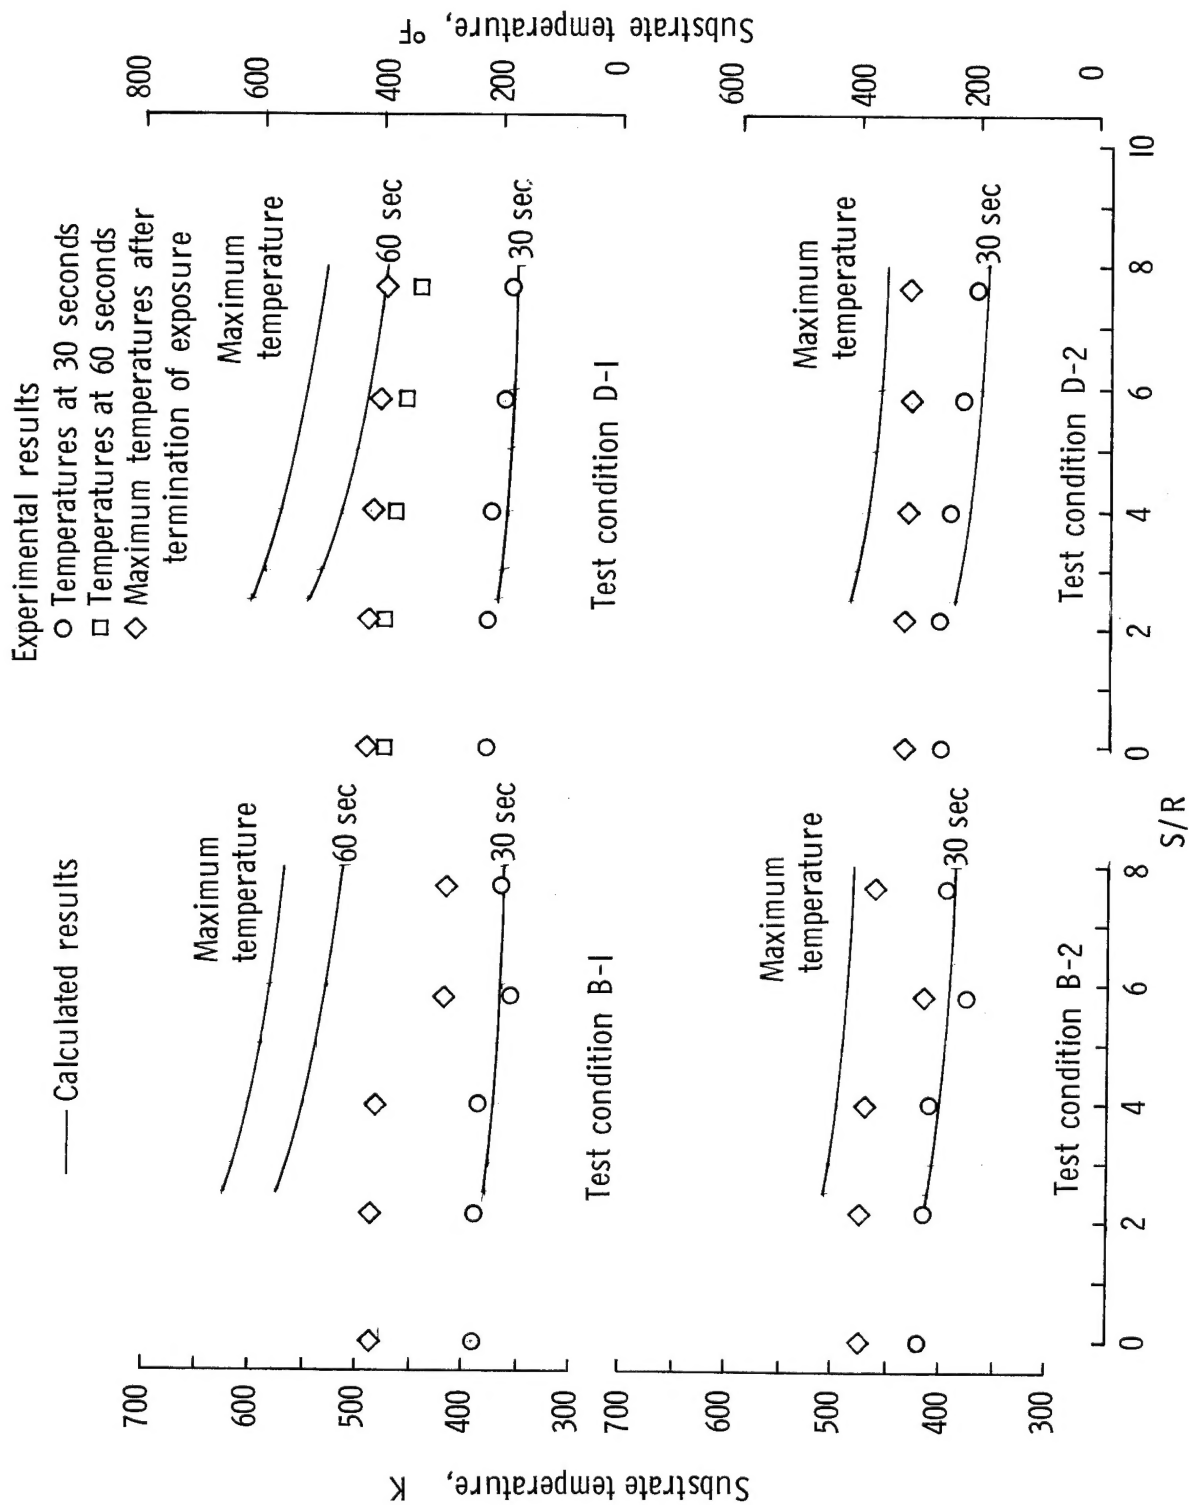 Experimental results
— Calculated results
○ Temperatures at 30 seconds
□ Temperatures at 60 seconds
◇ Maximum temperatures after
termination of exposure
Substrate temperature, K
700
600
500
400
300
Maximum
temperature
60 sec
30 sec
Test condition B-1
Maximum
temperature
60 sec
30 sec
Test condition D-1
800
600
400
200
0
Substrate temperature, °F
700
500
400
300
Maximum
temperature
30 sec
Test condition B-2
Maximum
temperature
30 sec
Test condition D-2
600
400
200
0
0 2 4 6 8
0 2 4 6 8 10
S/R